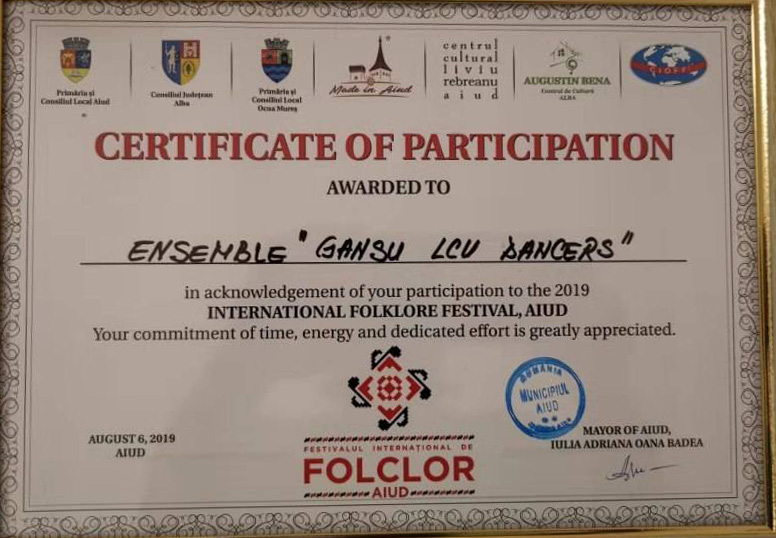 Primăria și
Consiliul Local Aiud
Consiliul Județean
Alba
Primăria și
Consiliul Local
Ocna Mureș
Made in Aiud
centrul
cultural
liviu
rebreanu
aiud
AUGUSTIN BENA
Centrul de Cultură
ALBA
CIOFF
CERTIFICATE OF PARTICIPATION
AWARDED TO
ENSEMBLE "GANSU LCU DANCERS"
in acknowledgement of your participation to the 2019
INTERNATIONAL FOLKLORE FESTIVAL, AIUD
Your commitment of time, energy and dedicated effort is greatly appreciated.
ROMÂNIA
MUNICIPIUL
AIUD
AUGUST 6, 2019
AIUD
MAYOR OF AIUD,
IULIA ADRIANA OANA BADEA
FESTIVALUL INTERNAȚIONAL DE
FOLCLOR
AIUD